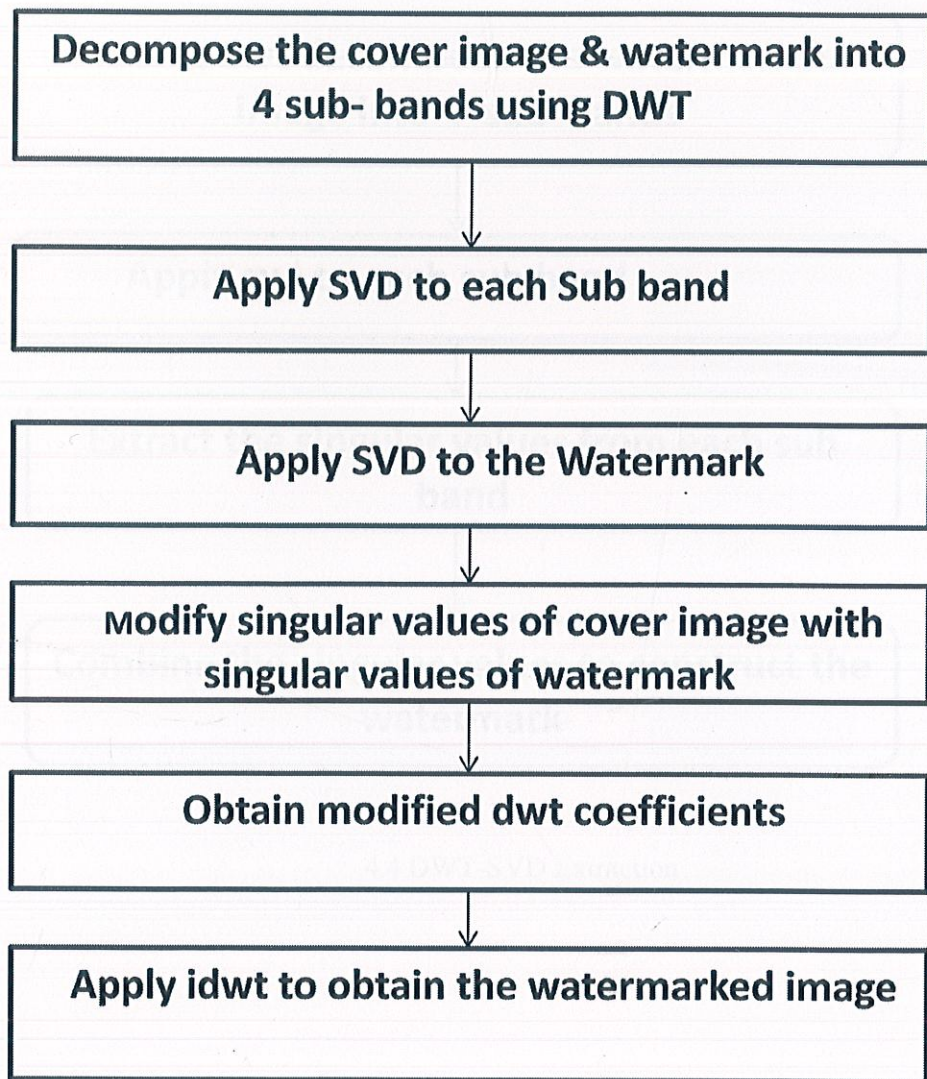 Decompose the cover image & watermark into
4 sub- bands using DWT
Apply SVD to each Sub band
Apply SVD to the Watermark
Modify singular values of cover image with
singular values of watermark
Obtain modified dwt coefficients
Apply idwt to obtain the watermarked image